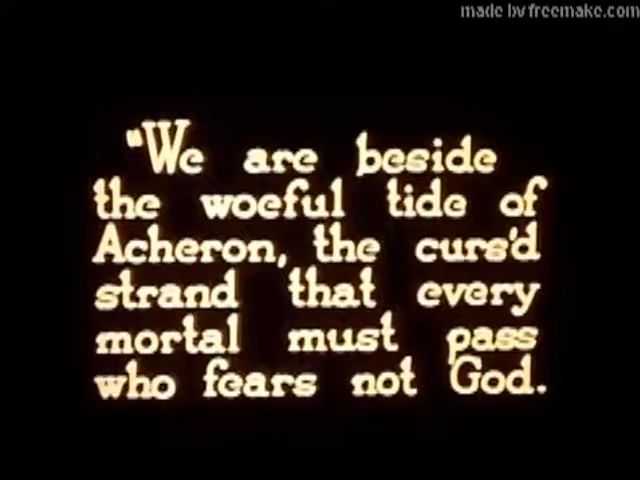 made by freemake.com
"We are beside
the woeful tide of
Acheron, the curs'd
strand that every
mortal must pass
who fears not God.